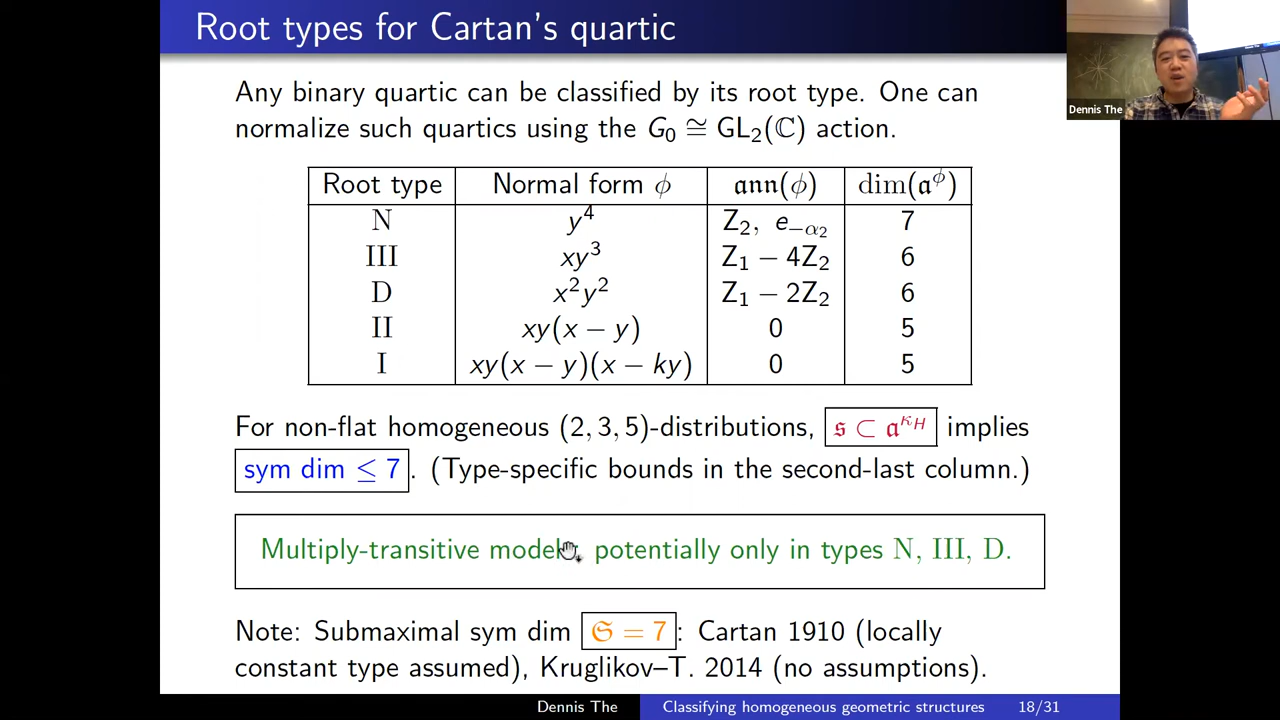 Root types for Cartan's quartic
Any binary quartic can be classified by its root type. One can
normalize such quartics using the G₀ ≅ GL₂(ℂ) action.
Root type Normal form ϕ 𝔞𝔫𝔫(ϕ) dim(𝔞^ϕ)
N y⁴ Z₂, e_{−α₂} 7
III xy³ Z₁ − 4Z₂ 6
D x²y² Z₁ − 2Z₂ 6
II xy(x − y) 0 5
I xy(x − y)(x − ky) 0 5
For non-flat homogeneous (2, 3, 5)-distributions, 𝔰 ⊂ 𝔞^{κ_H} implies
sym dim ≤ 7. (Type-specific bounds in the second-last column.)
Multiply-transitive models potentially only in types N, III, D.
Note: Submaximal sym dim 𝔖 = 7: Cartan 1910 (locally
constant type assumed), Kruglikov–T. 2014 (no assumptions).
Dennis The Classifying homogeneous geometric structures 18/31
Dennis The